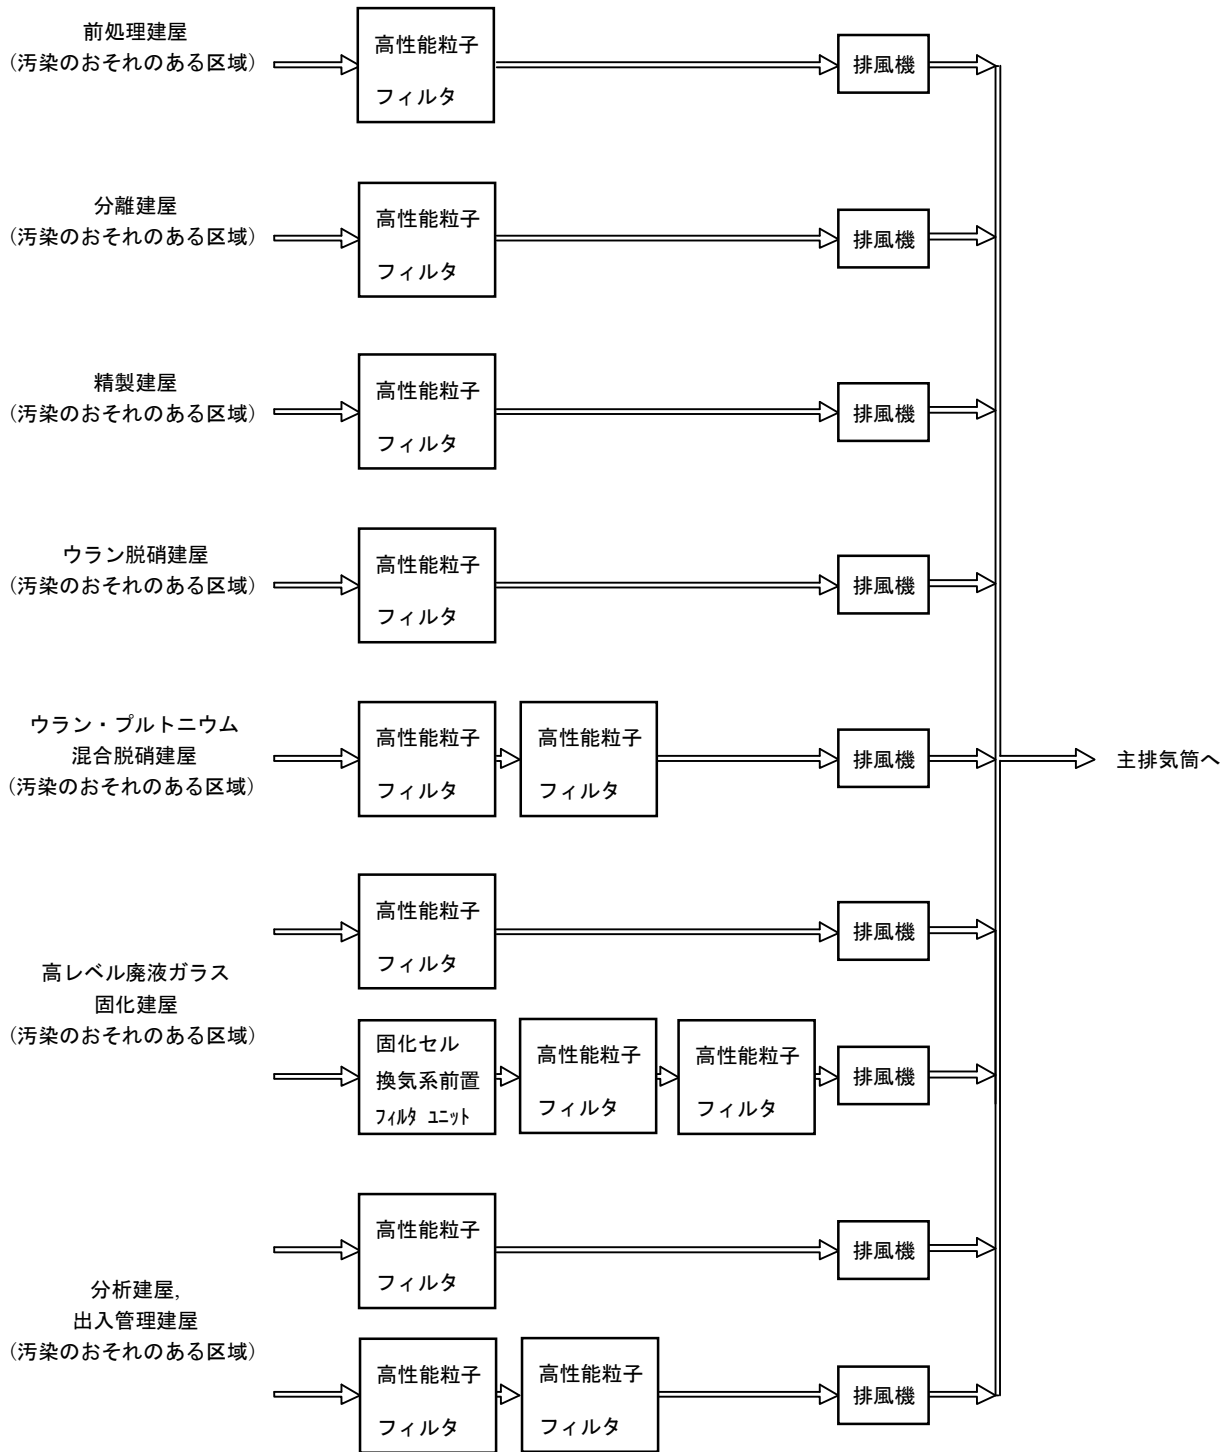 前処理建屋
(汚染のおそれのある区域)
高性能粒子
フィルタ
排風機
分離建屋
(汚染のおそれのある区域)
高性能粒子
フィルタ
排風機
精製建屋
(汚染のおそれのある区域)
高性能粒子
フィルタ
排風機
ウラン脱硝建屋
(汚染のおそれのある区域)
高性能粒子
フィルタ
排風機
ウラン・プルトニウム
混合脱硝建屋
(汚染のおそれのある区域)
高性能粒子
フィルタ
高性能粒子
フィルタ
排風機
主排気筒へ
高レベル廃液ガラス
固化建屋
(汚染のおそれのある区域)
高性能粒子
フィルタ
排風機
固化セル
換気系前置
フィルタ ユニット
高性能粒子
フィルタ
高性能粒子
フィルタ
排風機
分析建屋,
出入管理建屋
(汚染のおそれのある区域)
高性能粒子
フィルタ
排風機
高性能粒子
フィルタ
高性能粒子
フィルタ
排風機